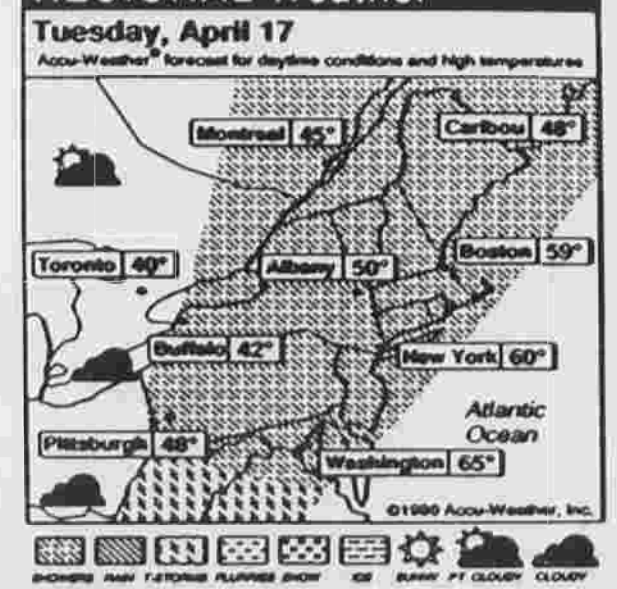 Tuesday, April 17
Accu-Weather® forecast for daytime conditions and high temperatures
Montreal 45°
Caribou 48°
Toronto 40°
Albany 50°
Boston 59°
Buffalo 42°
New York 60°
Atlantic
Ocean
Pittsburgh 48°
Washington 65°
©1990 Accu-Weather, Inc.
SHOWERS RAIN T-STORMS FLURRIES SNOW ICE SUNNY PT CLOUDY CLOUDY